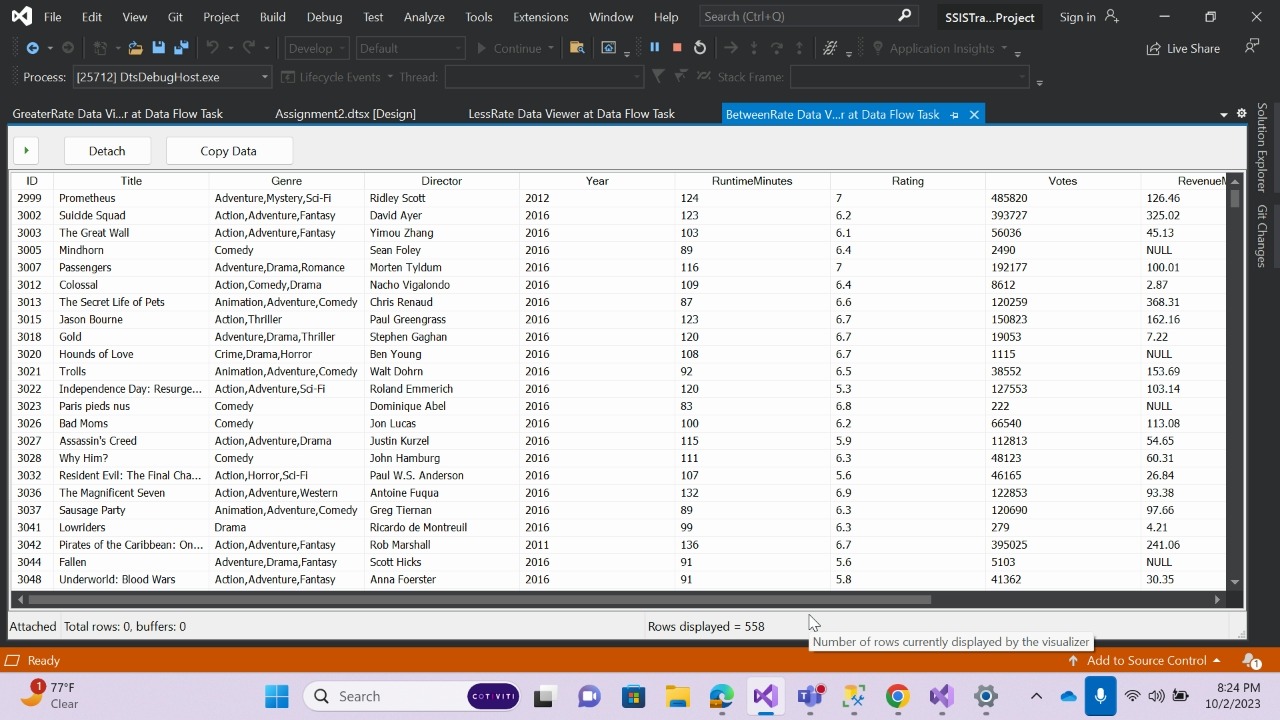 File Edit View Git Project Build Debug Test Analyze Tools Extensions Window Help Search (Ctrl+Q) SSISTra...Project Sign in
Develop Default Continue Application Insights Live Share
Process: [25712] DtsDebugHost.exe Lifecycle Events Thread: Stack Frame:
GreaterRate Data Vi...r at Data Flow Task Assignment2.dtsx [Design] LessRate Data Viewer at Data Flow Task BetweenRate Data V...r at Data Flow Task
Solution Explorer
Git Changes
Detach Copy Data
ID Title Genre Director Year RuntimeMinutes Rating Votes RevenueM
2999 Prometheus Adventure,Mystery,Sci-Fi Ridley Scott 2012 124 7 485820 126.46
3002 Suicide Squad Action,Adventure,Fantasy David Ayer 2016 123 6.2 393727 325.02
3003 The Great Wall Action,Adventure,Fantasy Yimou Zhang 2016 103 6.1 56036 45.13
3005 Mindhorn Comedy Sean Foley 2016 89 6.4 2490 NULL
3007 Passengers Adventure,Drama,Romance Morten Tyldum 2016 116 7 192177 100.01
3012 Colossal Action,Comedy,Drama Nacho Vigalondo 2016 109 6.4 8612 2.87
3013 The Secret Life of Pets Animation,Adventure,Comedy Chris Renaud 2016 87 6.6 120259 368.31
3015 Jason Bourne Action,Thriller Paul Greengrass 2016 123 6.7 150823 162.16
3018 Gold Adventure,Drama,Thriller Stephen Gaghan 2016 120 6.7 19053 7.22
3020 Hounds of Love Crime,Drama,Horror Ben Young 2016 108 6.7 1115 NULL
3021 Trolls Animation,Adventure,Comedy Walt Dohrn 2016 92 6.5 38552 153.69
3022 Independence Day: Resurge... Action,Adventure,Sci-Fi Roland Emmerich 2016 120 5.3 127553 103.14
3023 Paris pieds nus Comedy Dominique Abel 2016 83 6.8 222 NULL
3026 Bad Moms Comedy Jon Lucas 2016 100 6.2 66540 113.08
3027 Assassin's Creed Action,Adventure,Drama Justin Kurzel 2016 115 5.9 112813 54.65
3028 Why Him? Comedy John Hamburg 2016 111 6.3 48123 60.31
3032 Resident Evil: The Final Cha... Action,Horror,Sci-Fi Paul W.S. Anderson 2016 107 5.6 46165 26.84
3036 The Magnificent Seven Action,Adventure,Western Antoine Fuqua 2016 132 6.9 122853 93.38
3037 Sausage Party Animation,Adventure,Comedy Greg Tiernan 2016 89 6.3 120690 97.66
3041 Lowriders Drama Ricardo de Montreuil 2016 99 6.3 279 4.21
3042 Pirates of the Caribbean: On... Action,Adventure,Fantasy Rob Marshall 2011 136 6.7 395025 241.06
3044 Fallen Adventure,Drama,Fantasy Scott Hicks 2016 91 5.6 5103 NULL
3048 Underworld: Blood Wars Action,Adventure,Fantasy Anna Foerster 2016 91 5.8 41362 30.35
Attached Total rows: 0, buffers: 0 Rows displayed = 558
Number of rows currently displayed by the visualizer
Ready Add to Source Control 1
1 77°F Search COTIVITI 8:24 PM
Clear 10/2/2023